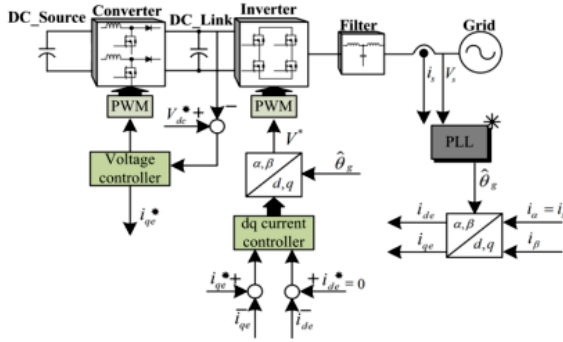 Converter
DC_Source
DC_Link
Inverter
Filter
Grid
PWM
PWM
V_dc* +
−
V*
i_s
V_s
PLL
*
Voltage
controller
α,β
d,q
θ̂_g
θ̂_g
i_qe*
dq current
controller
i_de
i_qe
α,β
d,q
i_β
i_qe* +
+ i_de* = 0
−
i_qe
−
i_de